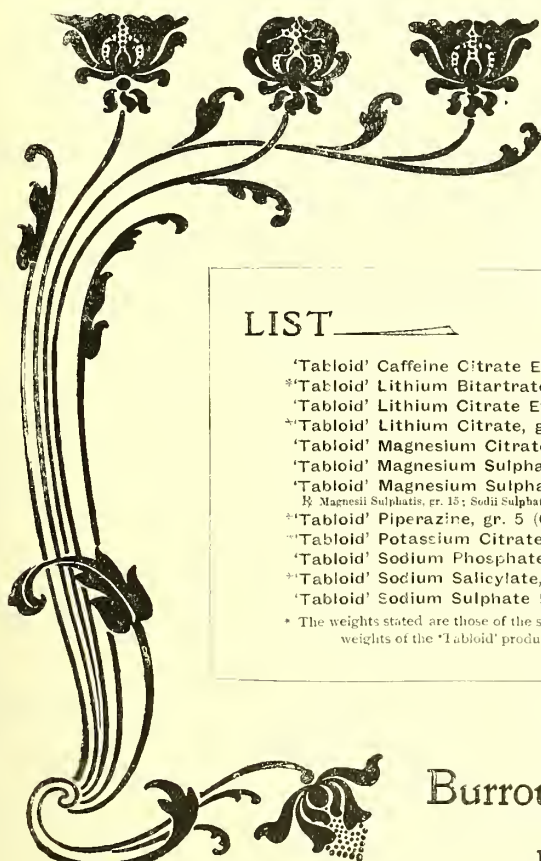 LIST
'Tabloid' Caffeine Citrate E
*'Tabloid' Lithium Bitartrate
'Tabloid' Lithium Citrate E
*'Tabloid' Lithium Citrate, g
'Tabloid' Magnesium Citrat
'Tabloid' Magnesium Sulpha
'Tabloid' Magnesium Sulpha
℞ Magnesii Sulphatis, gr. 15; Sodii Sulphat
*'Tabloid' Piperazine, gr. 5 (
*'Tabloid' Potassium Citrate
'Tabloid' Sodium Phosphate
*'Tabloid' Sodium Salicylate,
'Tabloid' Sodium Sulphate
* The weights stated are those of the s
weights of the 'Tabloid' produ
Burro